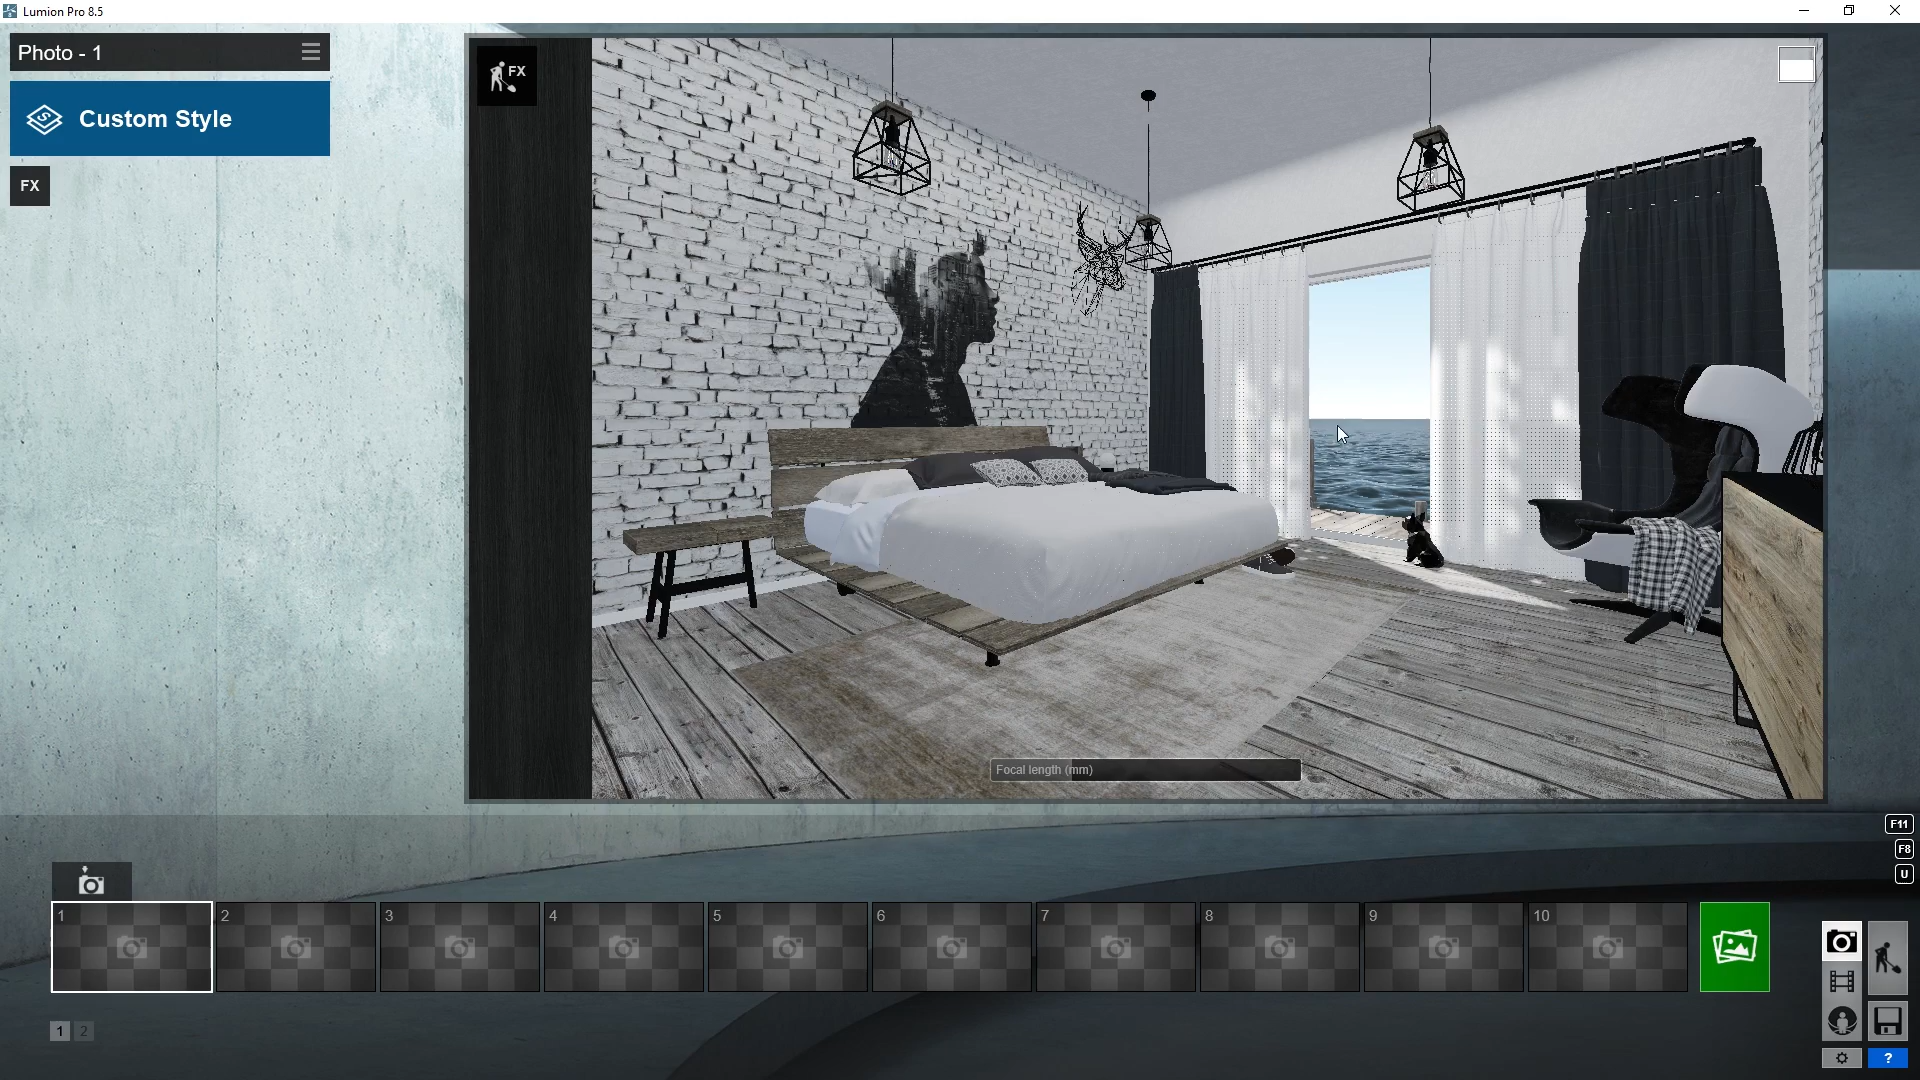 Lumion Pro 8.5
Photo - 1
Custom Style
FX
FX
Focal length (mm)
F11
F8
U
1
2
3
4
5
6
7
8
9
10
1 2
?